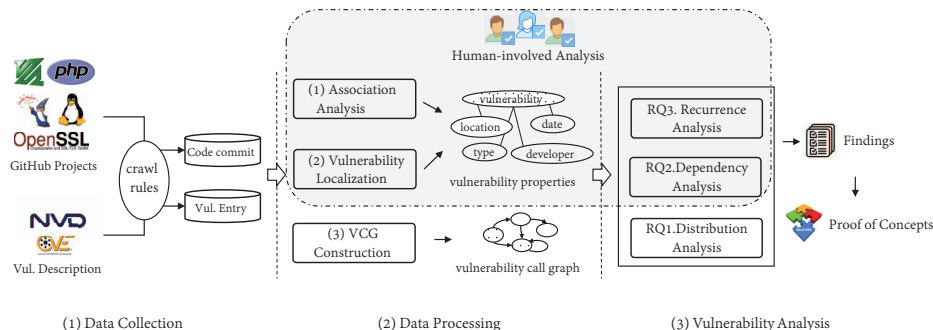 php
OpenSSL
GitHub Projects
NVD
CVE
Vul. Description
crawl
rules
Code commit
Vul. Entry
Human-involved Analysis
(1) Association
Analysis
(2) Vulnerability
Localization
vulnerability
location
date
type
developer
vulnerability properties
(3) VCG
Construction
vulnerability call graph
RQ3. Recurrence
Analysis
RQ2.Dependency
Analysis
RQ1.Distribution
Analysis
Findings
Proof of Concepts
(1) Data Collection
(2) Data Processing
(3) Vulnerability Analysis